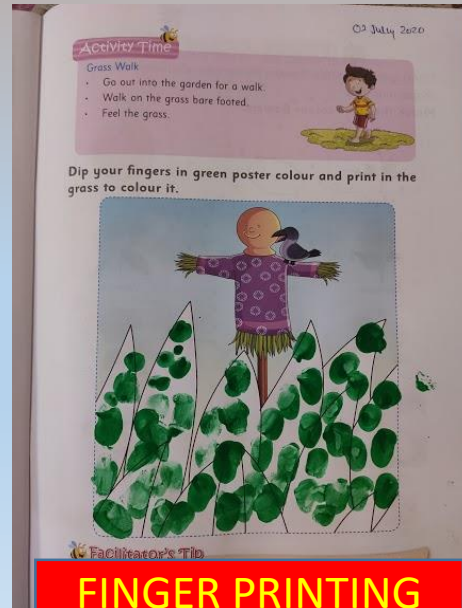 02 July 2020
Activity Time
Grass Walk
• Go out into the garden for a walk.
• Walk on the grass bare footed.
• Feel the grass.
Dip your fingers in green poster colour and print in the
grass to colour it.
Facilitator's Tip
FINGER PRINTING